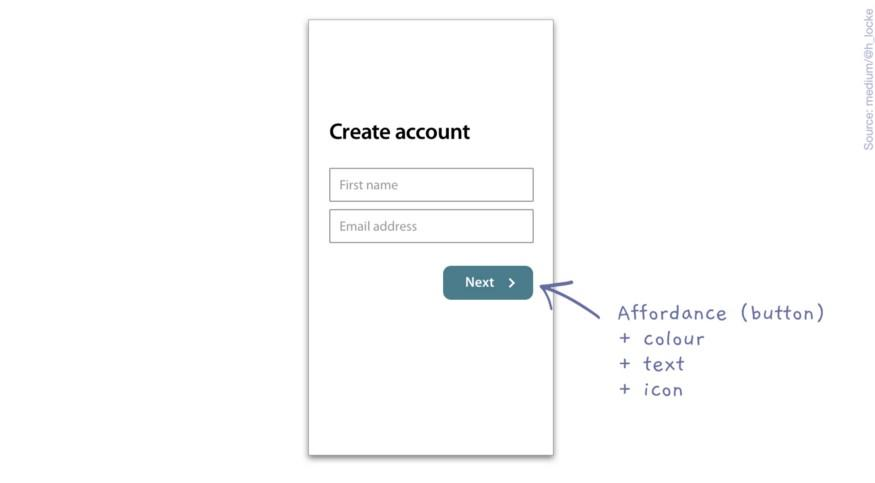 Create account
First name
Email address
Next
Affordance (button)
+ colour
+ text
+ icon
Source: medium/@h_locke